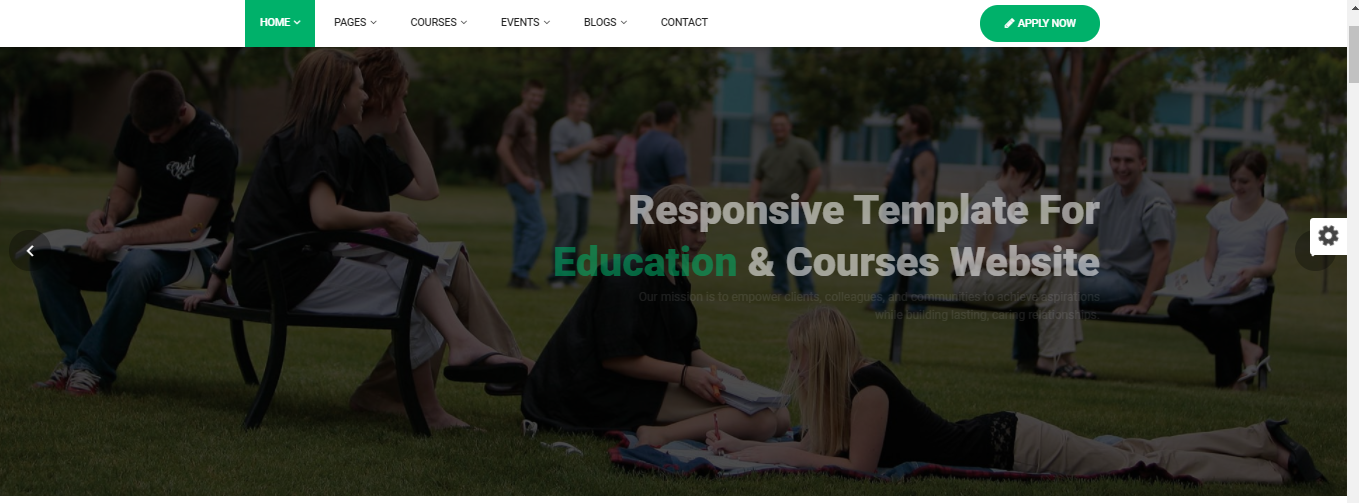 HOME PAGES COURSES EVENTS BLOGS CONTACT APPLY NOW
Responsive Template For
Education & Courses Website
Our mission is to empower clients, colleagues, and communities to achieve aspirations
while building lasting, caring relationships.